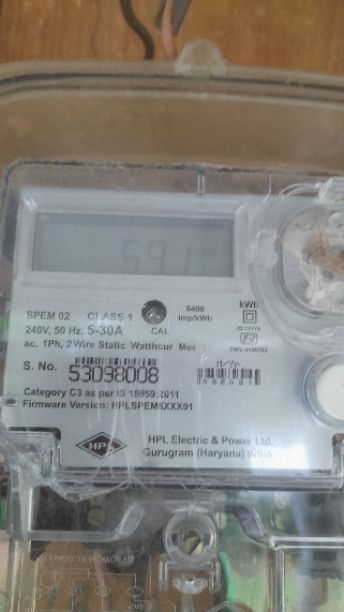 591
SPEM 02 CLASS 1 6400 kWh
240V, 50 Hz, 5-30A CAL imp/kWh
ac, 1Ph, 2 Wire Static Watthour
S. No. 53098008 M/Yr.
Category C3 as per IS 15959:2011
Firmware Version: HPLSPEM6XXX01
HPL HPL Electric & Power Ltd.
Gurugram (Haryana) INDIA